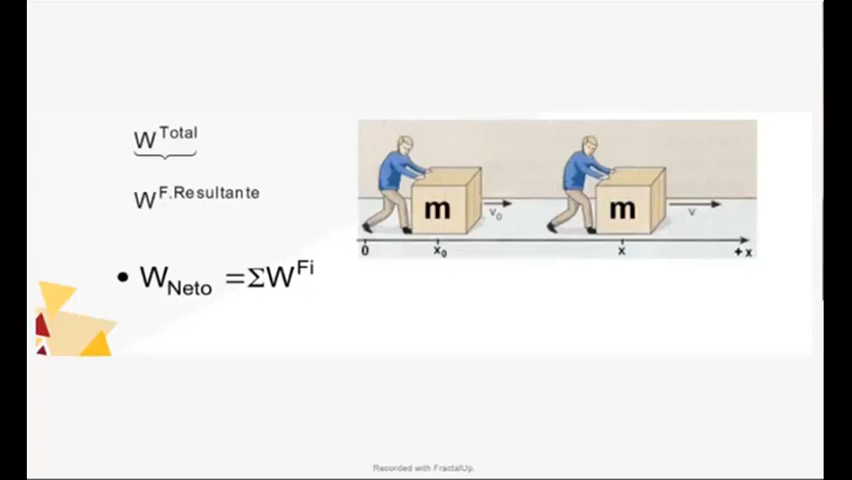 W^Total
W^F.Resultante
• W_Neto = ΣW^Fi
m
v₀
m
v
0
x₀
x
+x
Recorded with FractalUp.